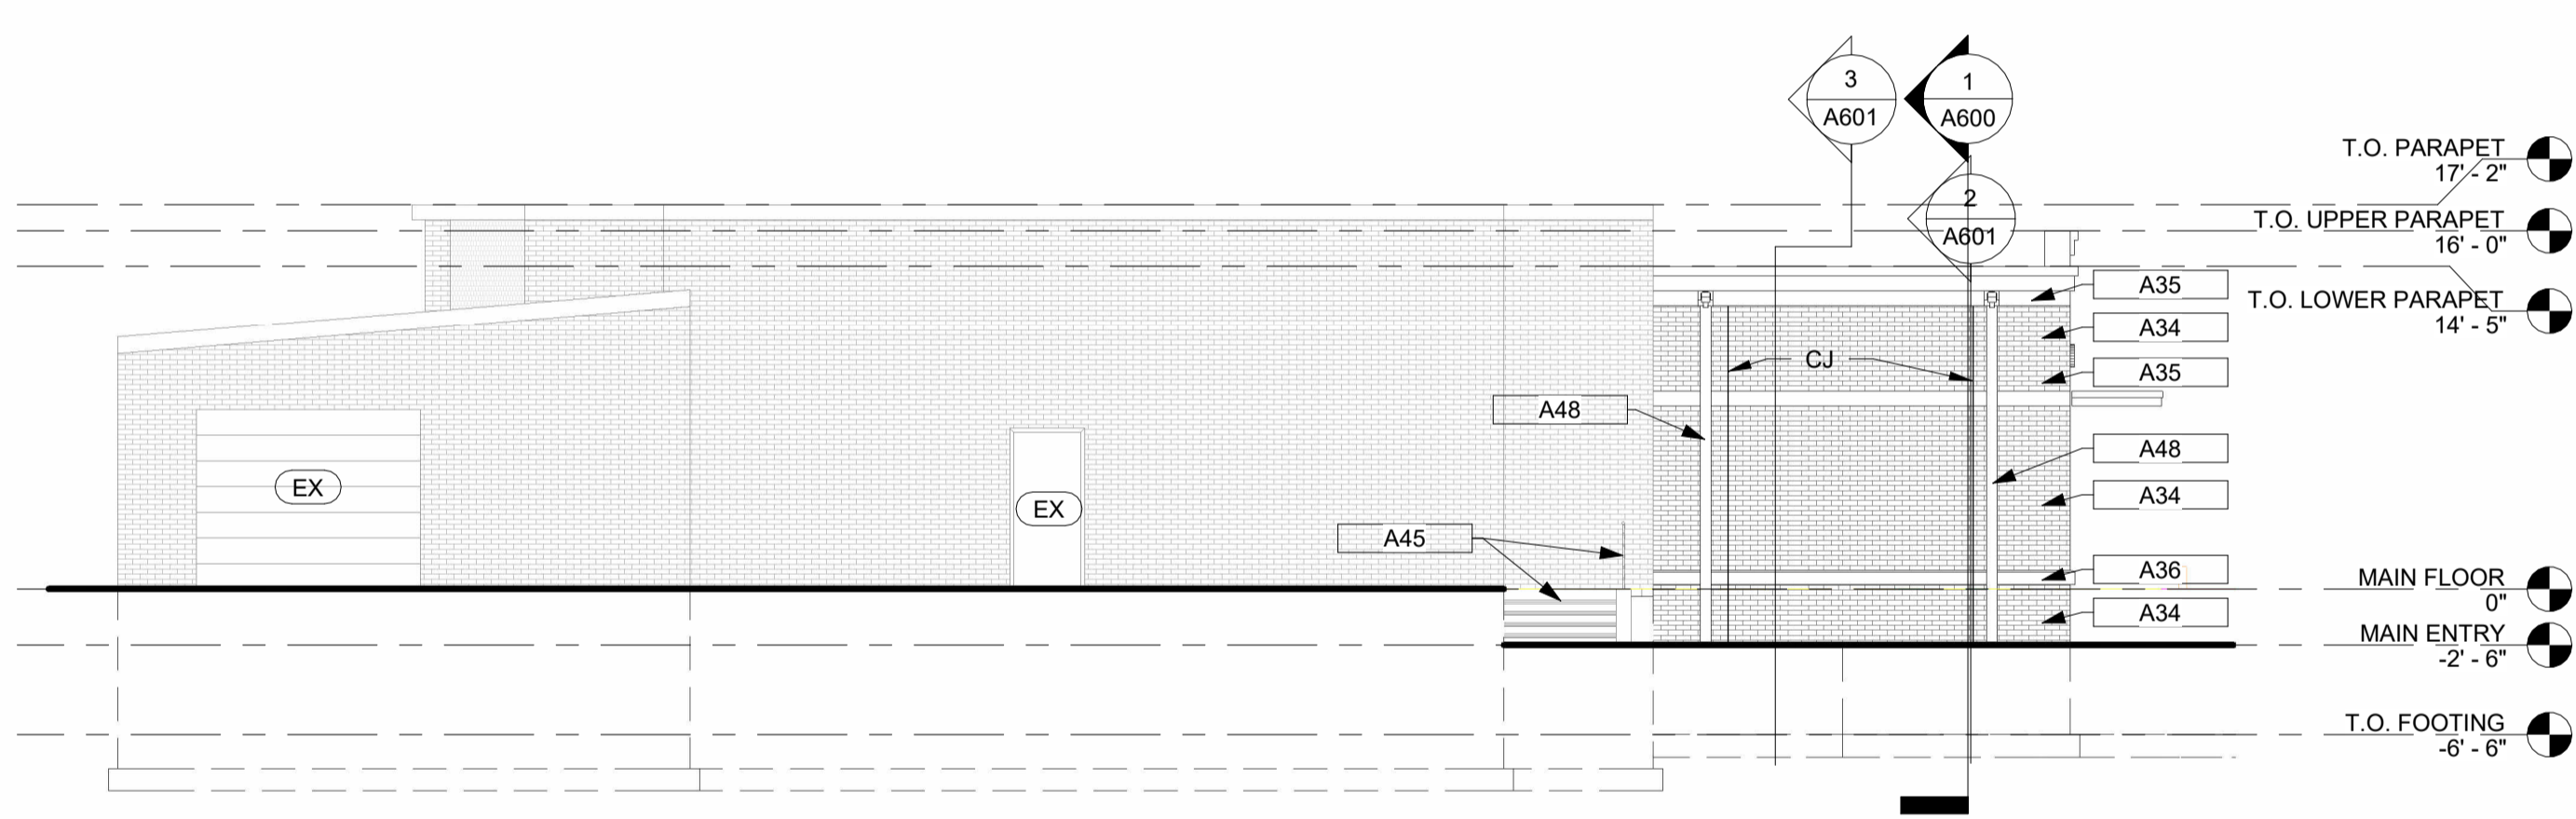 3
A601
1
A600
2
A601
T.O. PARAPET
17' - 2"
T.O. UPPER PARAPET
16' - 0"
T.O. LOWER PARAPET
14' - 5"
A35
A34
A35
CJ
A48
A48
A34
EX
EX
A45
A36
A34
MAIN FLOOR
0"
MAIN ENTRY
-2' - 6"
T.O. FOOTING
-6' - 6"